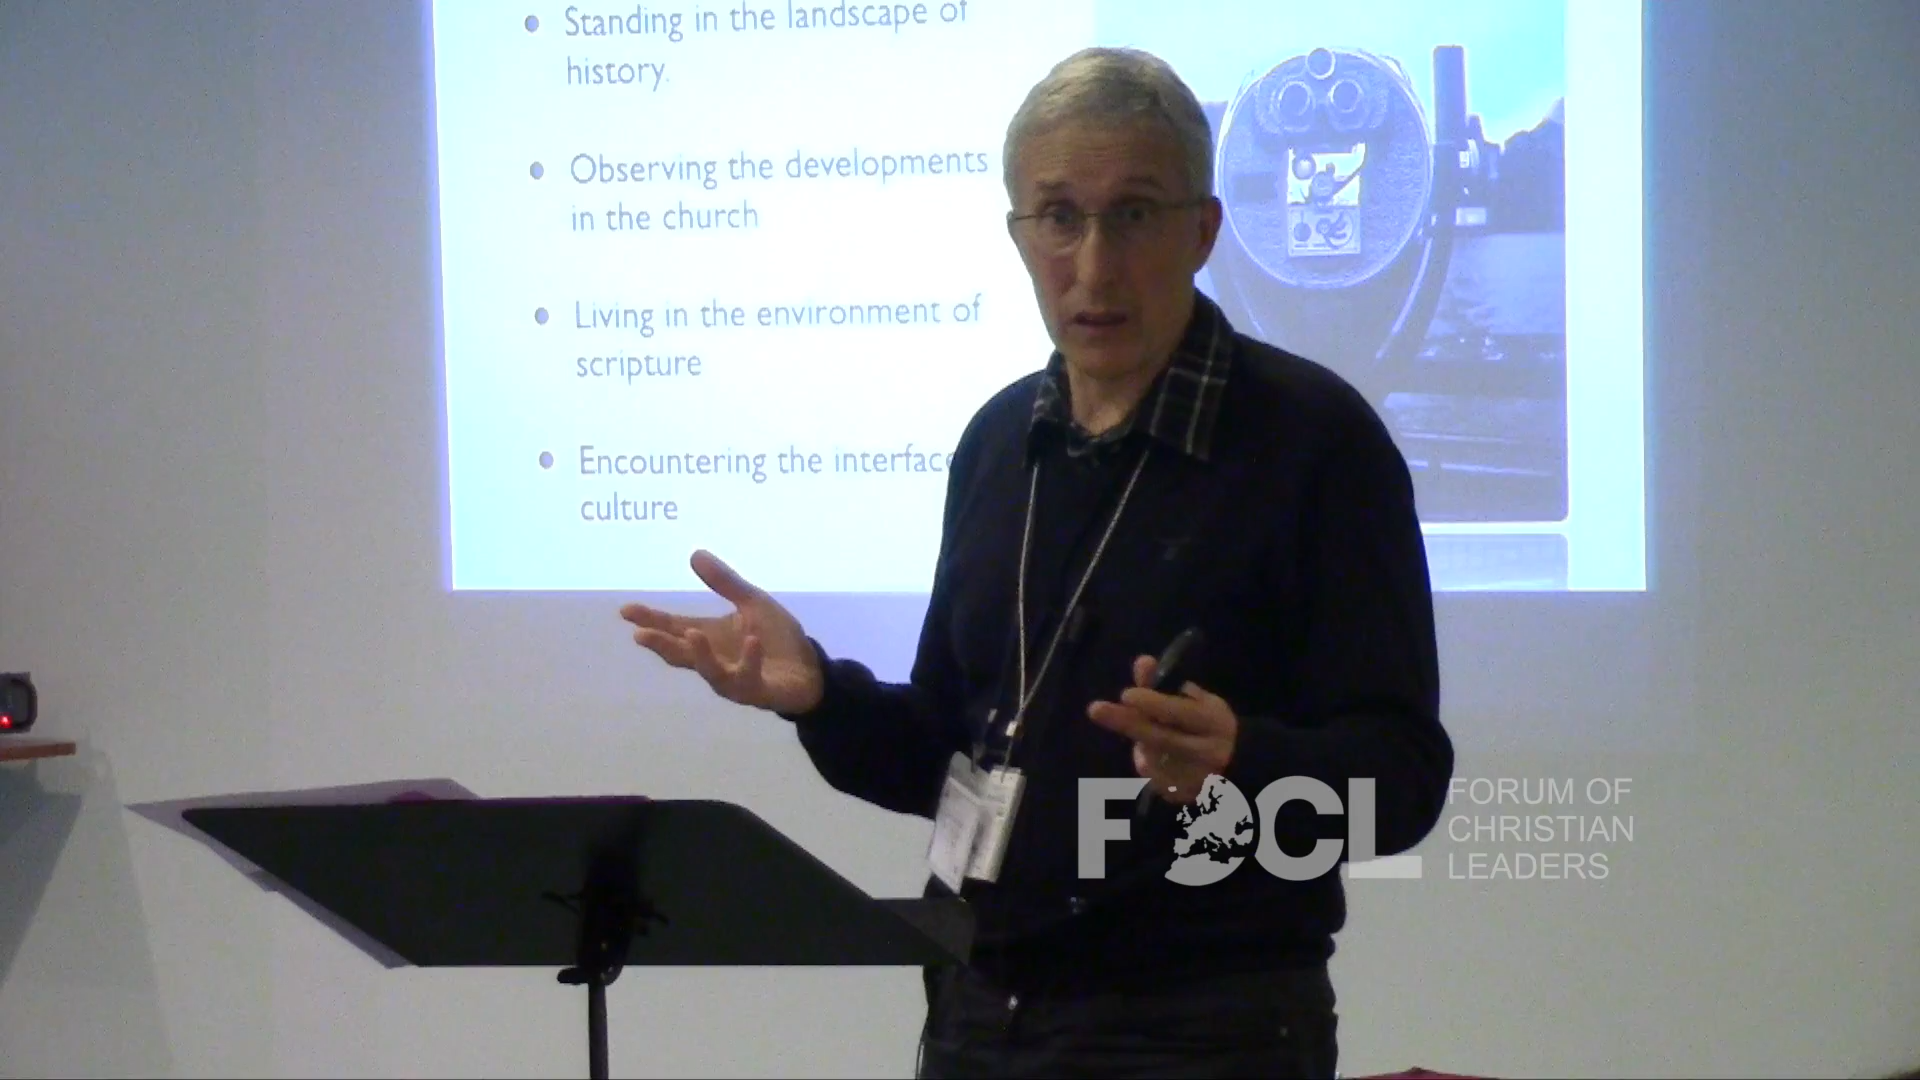 Standing in the landscape of
history.
Observing the developments
in the church
Living in the environment of
scripture
Encountering the interface
culture
FOCL
FORUM OF
CHRISTIAN
LEADERS